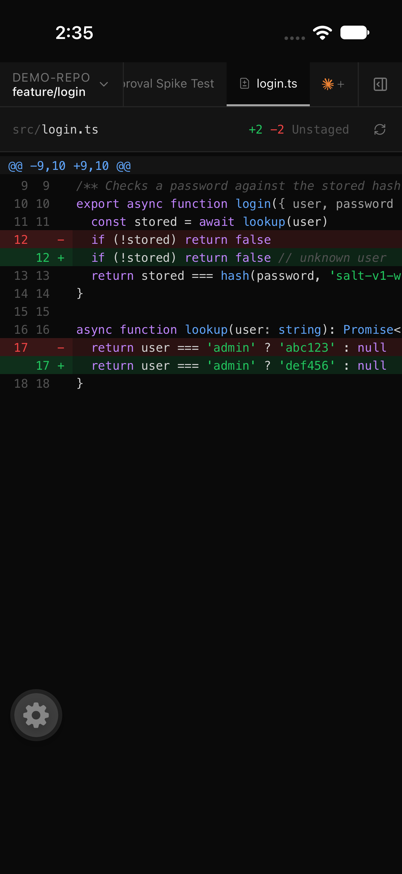 2:35
DEMO-REPO
feature/login
proval Spike Test
login.ts
+
src/login.ts
+2 −2 Unstaged
@@ −9,10 +9,10 @@
9 9 /** Checks a password against the stored hash
10 10 export async function login({ user, password
11 11 const stored = await lookup(user)
12 − if (!stored) return false
12 + if (!stored) return false // unknown user
13 13 return stored === hash(password, 'salt-v1-w
14 14 }
15 15
16 16 async function lookup(user: string): Promise<
17 − return user === 'admin' ? 'abc123' : null
17 + return user === 'admin' ? 'def456' : null
18 18 }